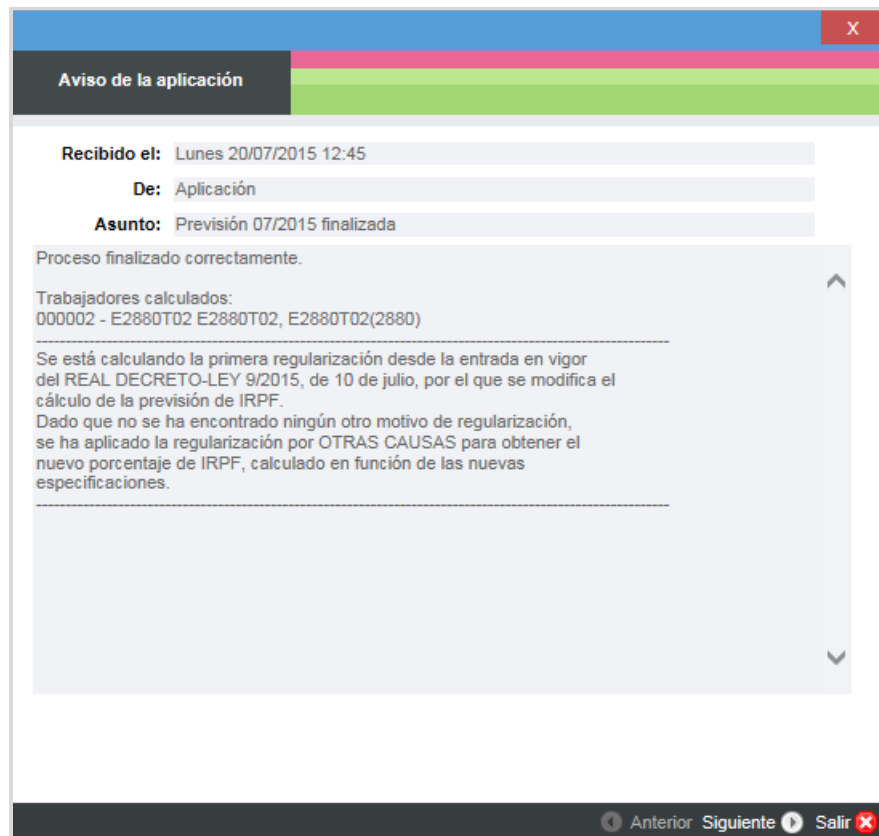 X
Aviso de la aplicación
Recibido el: Lunes 20/07/2015 12:45
De: Aplicación
Asunto: Previsión 07/2015 finalizada
Proceso finalizado correctamente.
Trabajadores calculados:
000002 - E2880T02 E2880T02, E2880T02(2880)
--------------------------------------------------------------------------------
Se está calculando la primera regularización desde la entrada en vigor
del REAL DECRETO-LEY 9/2015, de 10 de julio, por el que se modifica el
cálculo de la previsión de IRPF.
Dado que no se ha encontrado ningún otro motivo de regularización,
se ha aplicado la regularización por OTRAS CAUSAS para obtener el
nuevo porcentaje de IRPF, calculado en función de las nuevas
especificaciones.
--------------------------------------------------------------------------------
Anterior Siguiente Salir